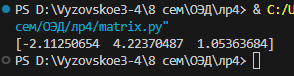 PS D:\Vyzovskoe3-4\8 сем\ОЭД\лр4> & C:/U
сем/ОЭД/лр4/matrix.py"
[-2.11250654  4.22370487  1.05363684]
PS D:\Vyzovskoe3-4\8 сем\ОЭД\лр4>